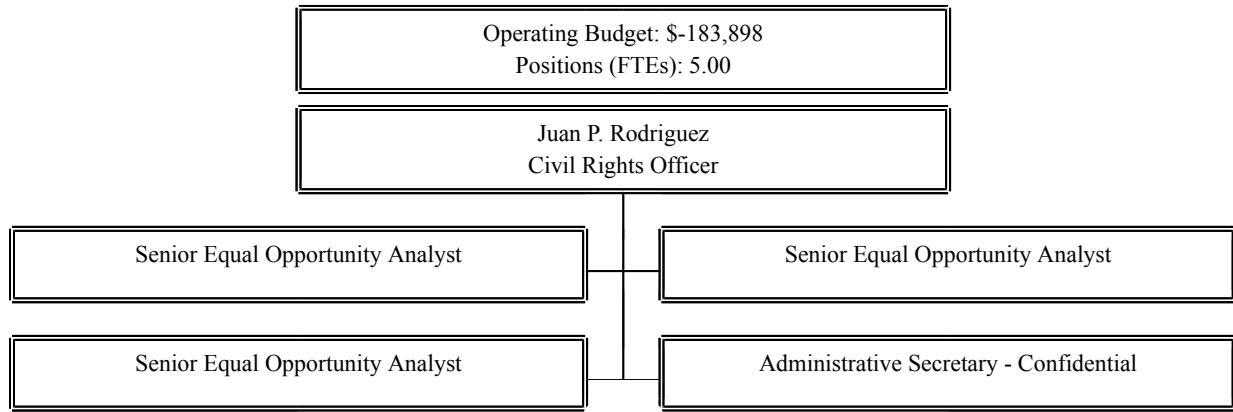 Operating Budget: $-183,898
Positions (FTEs): 5.00
Juan P. Rodriguez
Civil Rights Officer
Senior Equal Opportunity Analyst
Senior Equal Opportunity Analyst
Senior Equal Opportunity Analyst
Administrative Secretary - Confidential